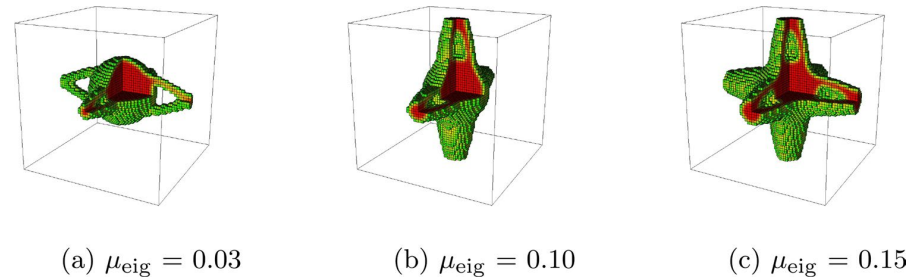 (a) μ_eig = 0.03
(b) μ_eig = 0.10
(c) μ_eig = 0.15